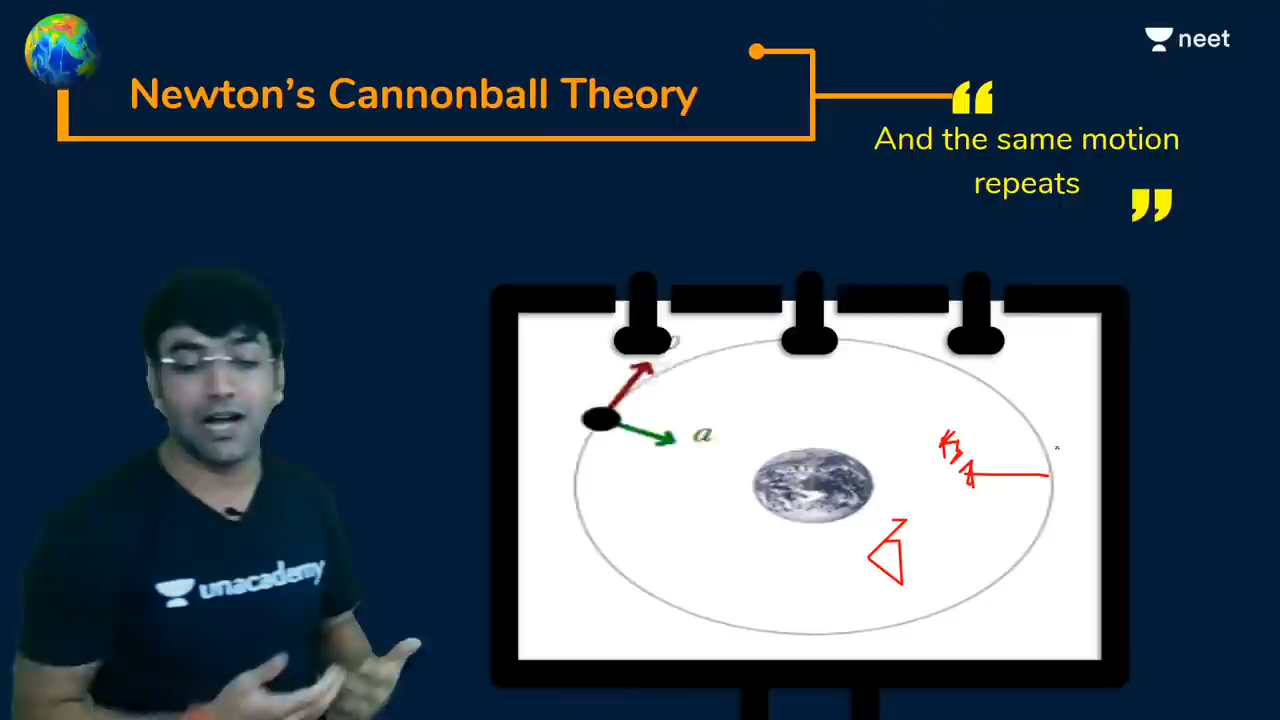 neet
Newton's Cannonball Theory
“
And the same motion
repeats
”
a
unacademy